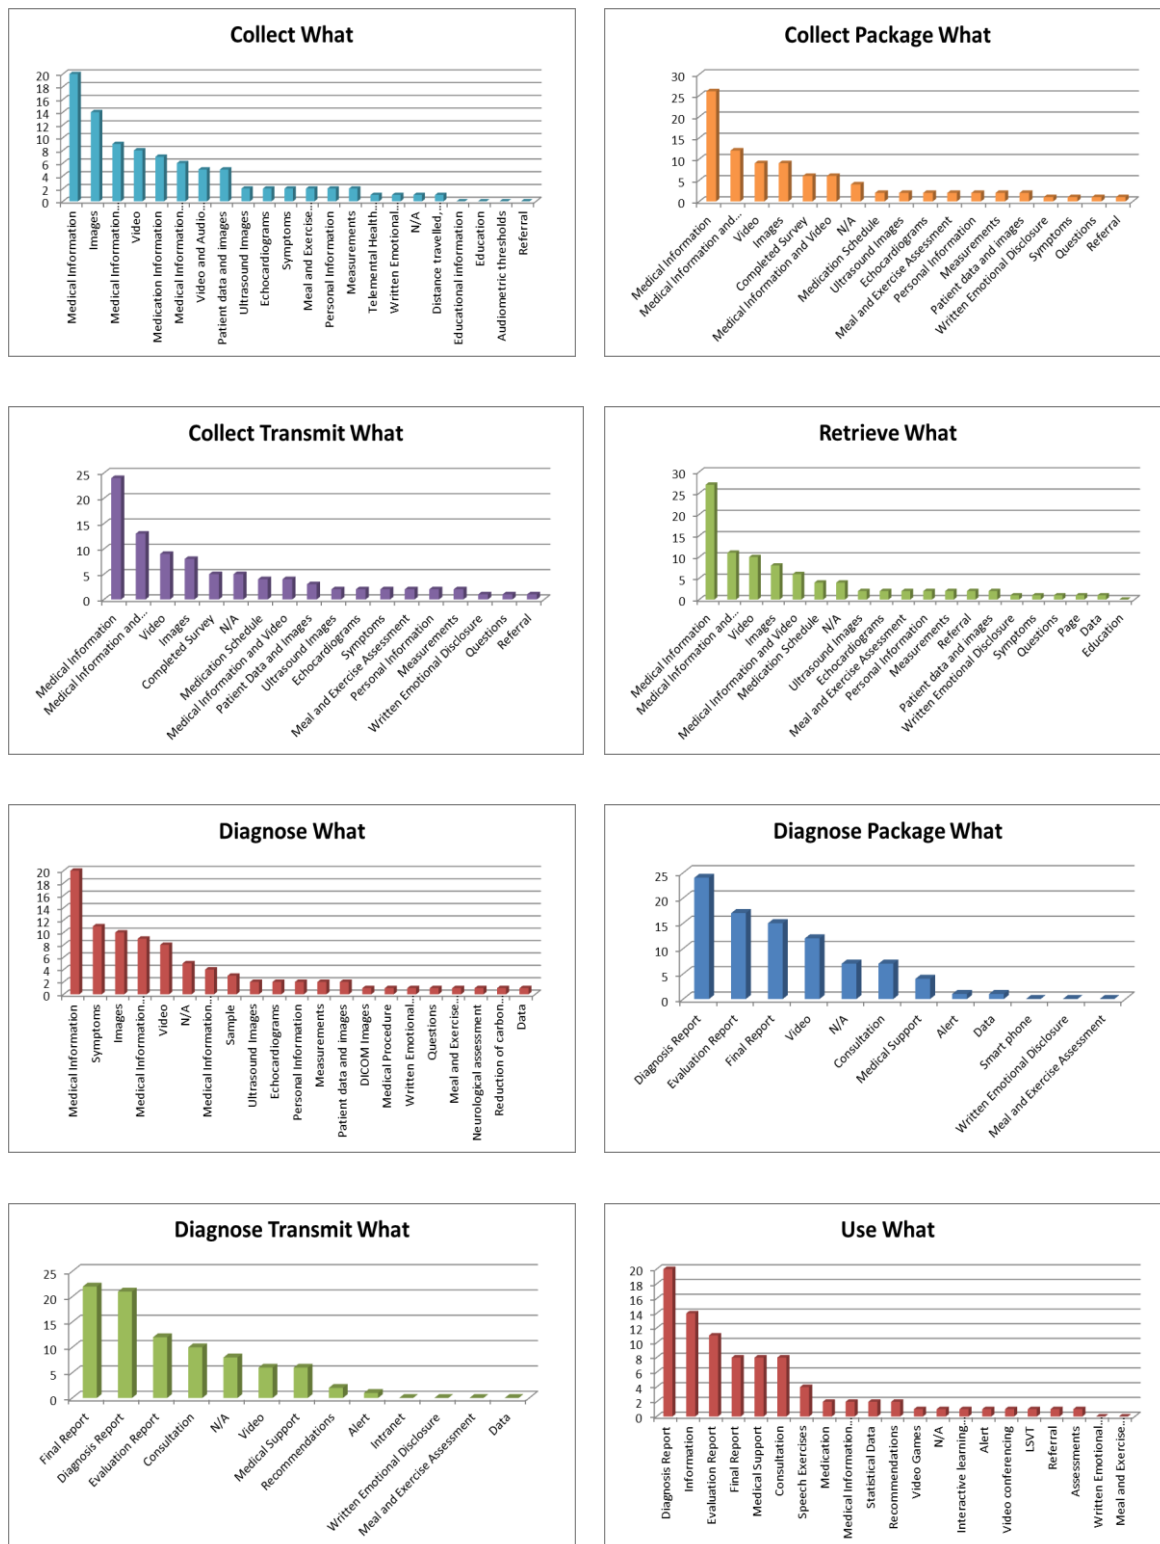 Collect What
20
18
16
14
12
10
8
6
4
2
0
Medical Information
Images
Medical Information...
Video
Medication Information
Medical Information...
Video and Audio...
Patient data and images
Ultrasound Images
Echocardiograms
Symptoms
Meal and Exercise...
Personal Information
Measurements
Telemental Health...
Written Emotional...
N/A
Distance travelled,...
Educational information
Education
Audiometric thresholds
Referral
Collect Package What
30
25
20
15
10
5
0
Medical Information
Medical Information and...
Video
Images
Completed Survey
Medical Information and Video
N/A
Medication Schedule
Ultrasound Images
Echocardiograms
Meal and Exercise Assessment
Personal Information
Measurements
Patient data and images
Written Emotional Disclosure
Symptoms
Questions
Referral
Collect Transmit What
25
20
15
10
5
0
Medical Information
Medical Information and...
Video
Images
Completed Survey
N/A
Medication Schedule
Medical Information and Video
Patient Data and Images
Ultrasound Images
Echocardiograms
Symptoms
Meal and Exercise Assessment
Personal Information
Measurements
Written Emotional Disclosure
Questions
Referral
Retrieve What
30
25
20
15
10
5
0
Medical Information
Medical Information and...
Video
Images
Medical Information and Video
Medication Schedule
N/A
Ultrasound Images
Echocardiograms
Meal and Exercise Assessment
Personal Information
Measurements
Referral
Patient data and images
Written Emotional Disclosure
Symptoms
Questions
Page
Data
Education
Diagnose What
20
18
16
14
12
10
8
6
4
2
0
Medical Information
Symptoms
Images
Medical Information...
Video
N/A
Medical Information...
Sample
Ultrasound Images
Echocardiograms
Personal Information
Measurements
Patient data and images
DICOM Images
Medical Procedure
Written Emotional...
Questions
Meal and Exercise...
Neurological assessment
Reduction of carbon...
Data
Diagnose Package What
25
20
15
10
5
0
Diagnosis Report
Evaluation Report
Final Report
Video
N/A
Consultation
Medical Support
Alert
Data
Smart phone
Written Emotional Disclosure
Meal and Exercise Assessment
Diagnose Transmit What
25
20
15
10
5
0
Final Report
Diagnosis Report
Evaluation Report
Consultation
N/A
Video
Medical Support
Recommendations
Alert
Intranet
Written Emotional Disclosure
Meal and Exercise Assessment
Data
Use What
20
18
16
14
12
10
8
6
4
2
0
Diagnosis Report
Information
Evaluation Report
Final Report
Medical Support
Consultation
Speech Exercises
Medication
Medical Information...
Statistical Data
Recommendations
Video Games
N/A
Interactive learning...
Alert
Video conferencing
LSVT
Referral
Assessments
Written Emotional...
Meal and Exercise...